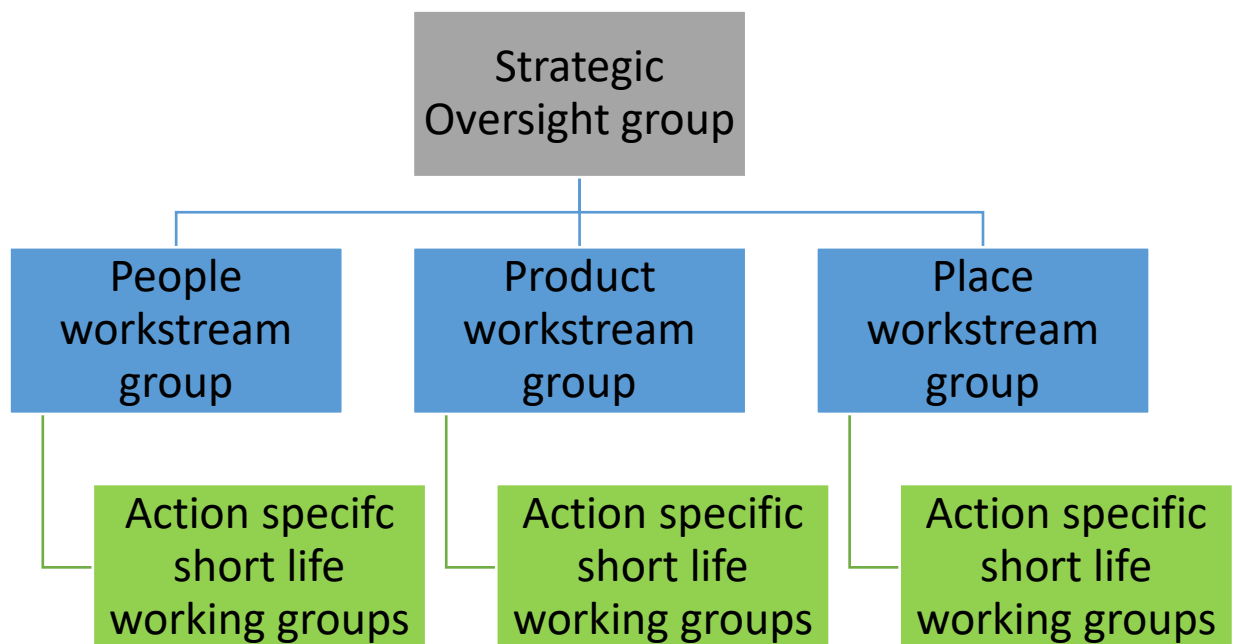 Strategic
Oversight group
People
workstream
group
Product
workstream
group
Place
workstream
group
Action specifc
short life
working groups
Action specific
short life
working groups
Action specific
short life
working groups